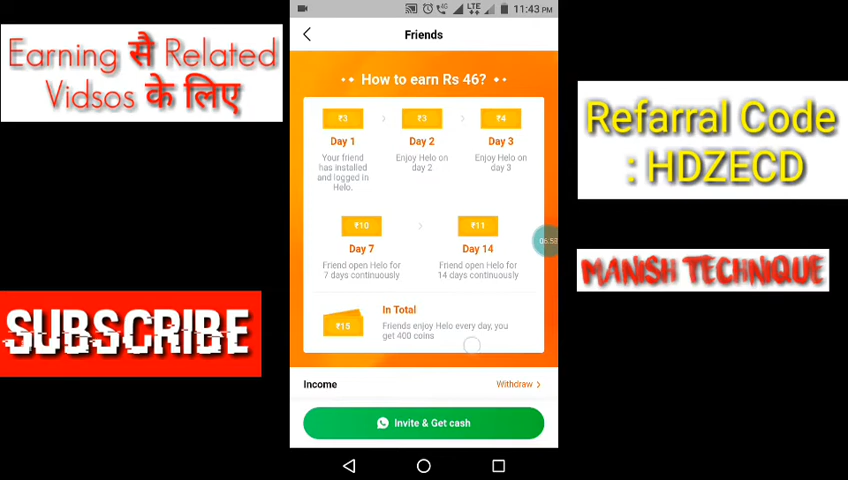 Earning सै Related
Vidsos के लिए
SUBSCRIBE
LTE
11:43 PM
Friends
How to earn Rs 46?
₹3
₹3
₹4
Day 1
Day 2
Day 3
Your friend
has installed
and logged in
Helo.
Enjoy Helo on
day 2
Enjoy Helo on
day 3
₹10
₹11
Day 7
Day 14
Friend open Helo for
7 days continuously
Friend open Helo for
14 days continuously
₹15
In Total
Friends enjoy Helo every day, you
get 400 coins
Income
Withdraw
Invite & Get cash
Refarral Code
: HDZECD
MANISH TECHNIQUE